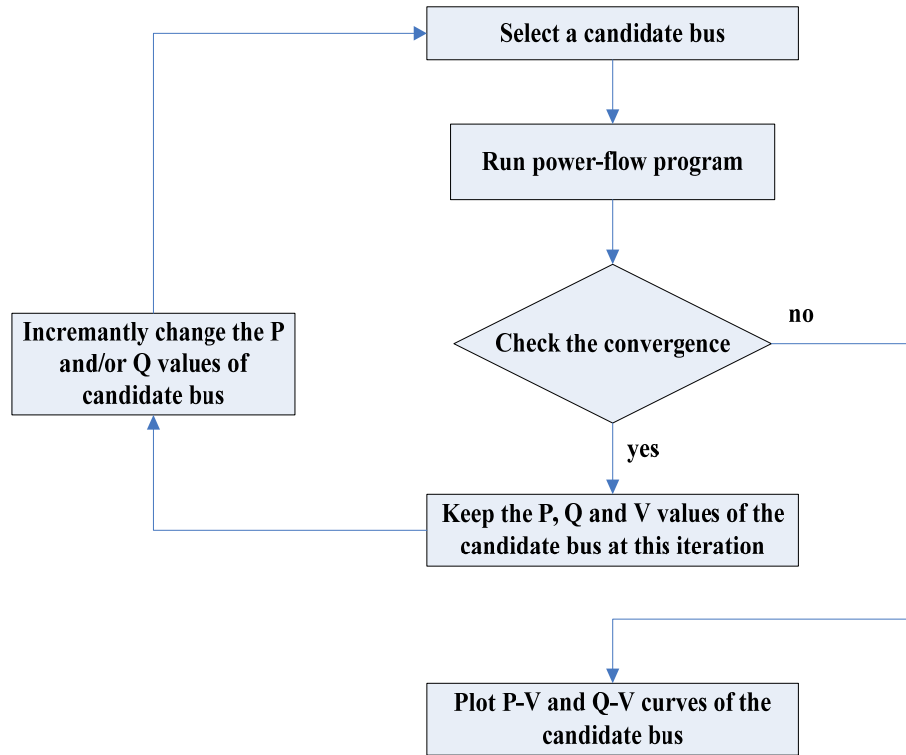 Select a candidate bus
Run power-flow program
Check the convergence
no
yes
Keep the P, Q and V values of the
candidate bus at this iteration
Incremantly change the P
and/or Q values of
candidate bus
Plot P-V and Q-V curves of the
candidate bus